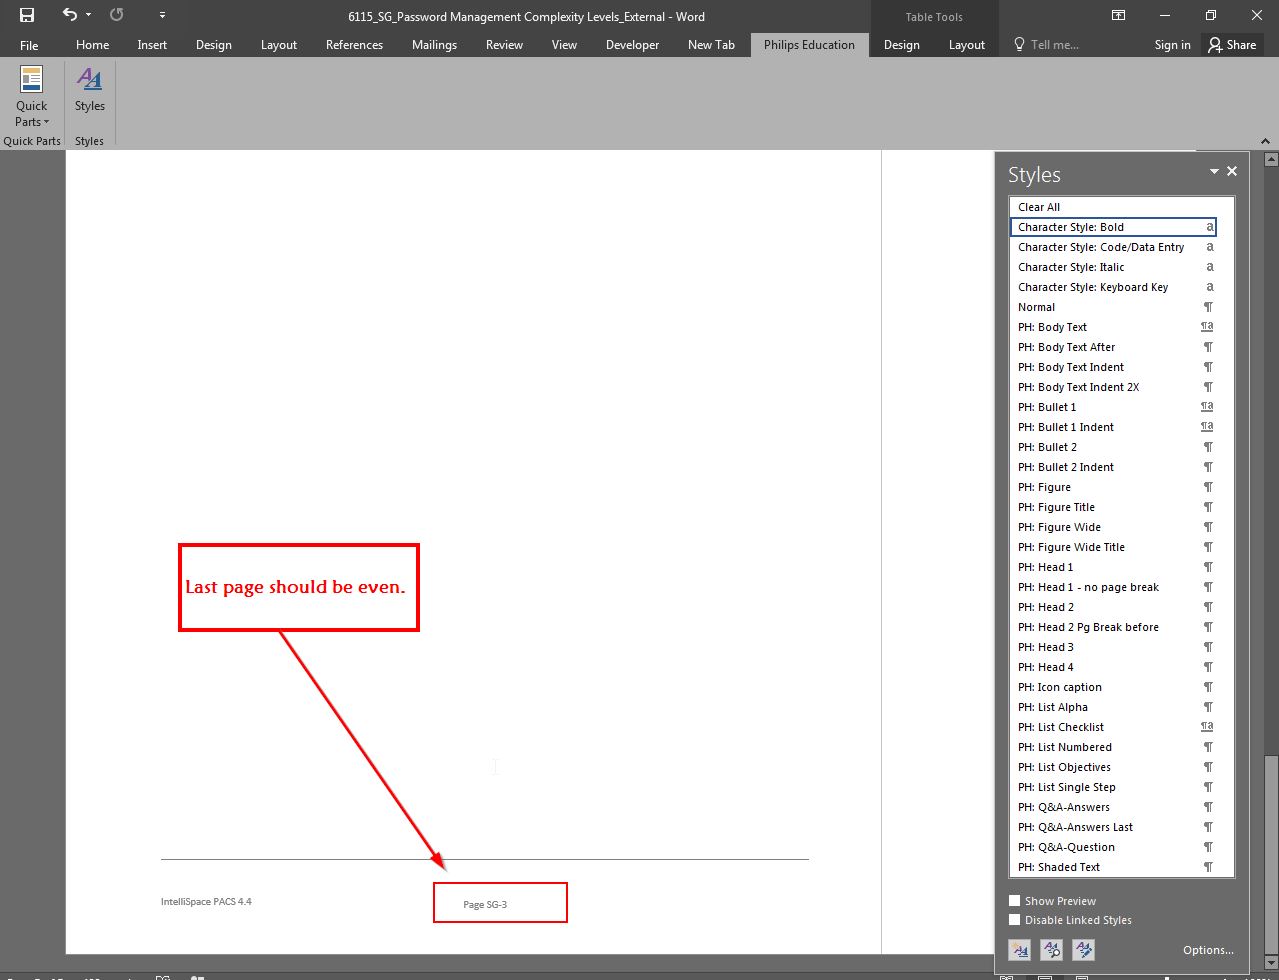 6115_SG_Password Management Complexity Levels_External - Word
Table Tools
File Home Insert Design Layout References Mailings Review View Developer New Tab Philips Education Design Layout Tell me... Sign in Share
Quick Parts
Styles
Quick Parts
Styles
Styles
Clear All
Character Style: Bold a
Character Style: Code/Data Entry a
Character Style: Italic a
Character Style: Keyboard Key a
Normal ¶
PH: Body Text ¶a
PH: Body Text After ¶
PH: Body Text Indent ¶
PH: Body Text Indent 2X ¶
PH: Bullet 1 ¶a
PH: Bullet 1 Indent ¶a
PH: Bullet 2 ¶
PH: Bullet 2 Indent ¶
PH: Figure ¶
PH: Figure Title ¶
PH: Figure Wide ¶
PH: Figure Wide Title ¶
PH: Head 1 ¶
PH: Head 1 - no page break ¶
PH: Head 2 ¶
PH: Head 2 Pg Break before ¶
PH: Head 3 ¶
PH: Head 4 ¶
PH: Icon caption ¶
PH: List Alpha ¶
PH: List Checklist ¶a
PH: List Numbered ¶
PH: List Objectives ¶
PH: List Single Step ¶
PH: Q&A-Answers ¶
PH: Q&A-Answers Last ¶
PH: Q&A-Question ¶
PH: Shaded Text ¶
Show Preview
Disable Linked Styles
Options...
Last page should be even.
IntelliSpace PACS 4.4
Page SG-3